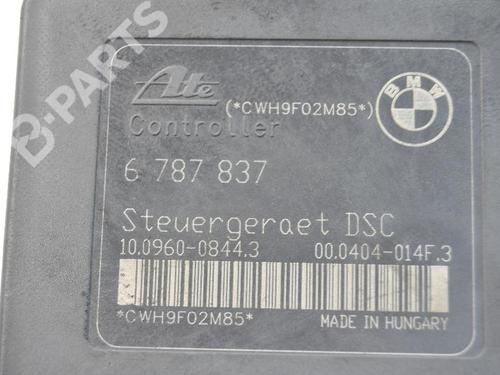 B-PARTS
Ate
(*CWH9F02M85*)
BMW
Controller
6 787 837
Steuergeraet DSC
10.0960-0844.3 00.0404-014F.3
*CWH9F02M85* MADE IN HUNGARY